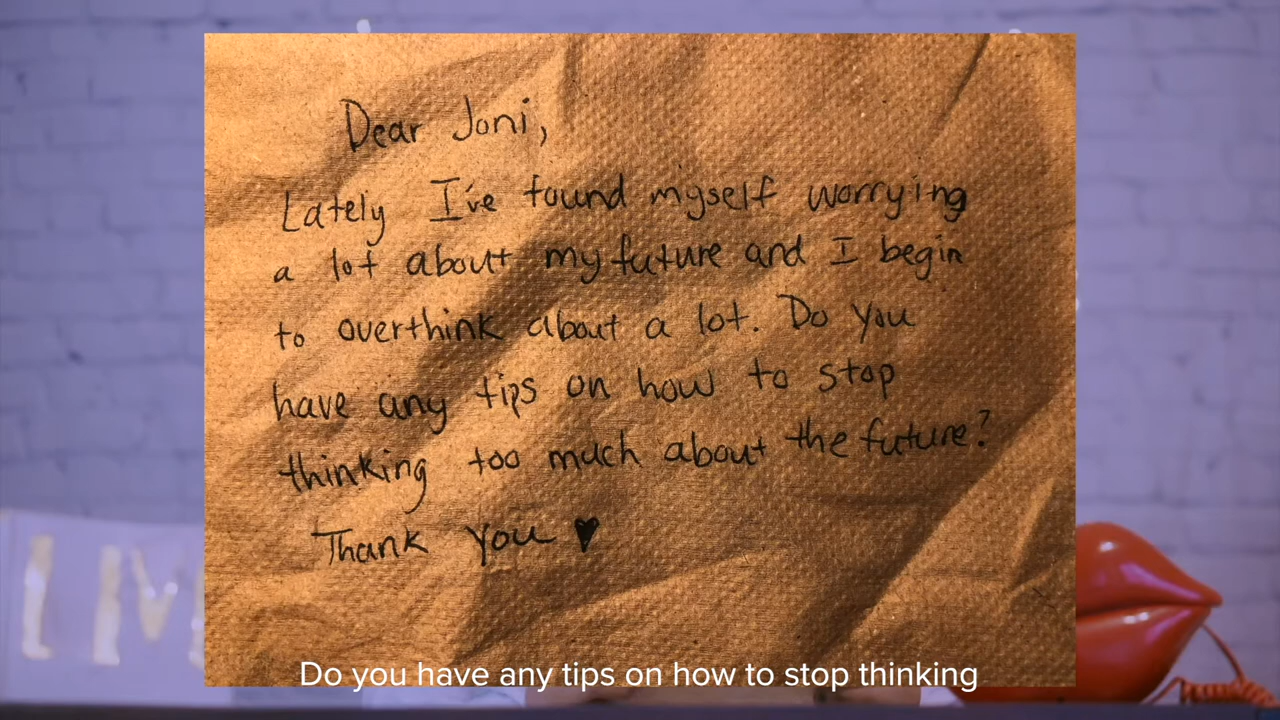 Dear Joni,
Lately I've found myself worrying
a lot about my future and I begin
to overthink about a lot. Do you
have any tips on how to stop
thinking too much about the future?
Thank You ♥
Do you have any tips on how to stop thinking